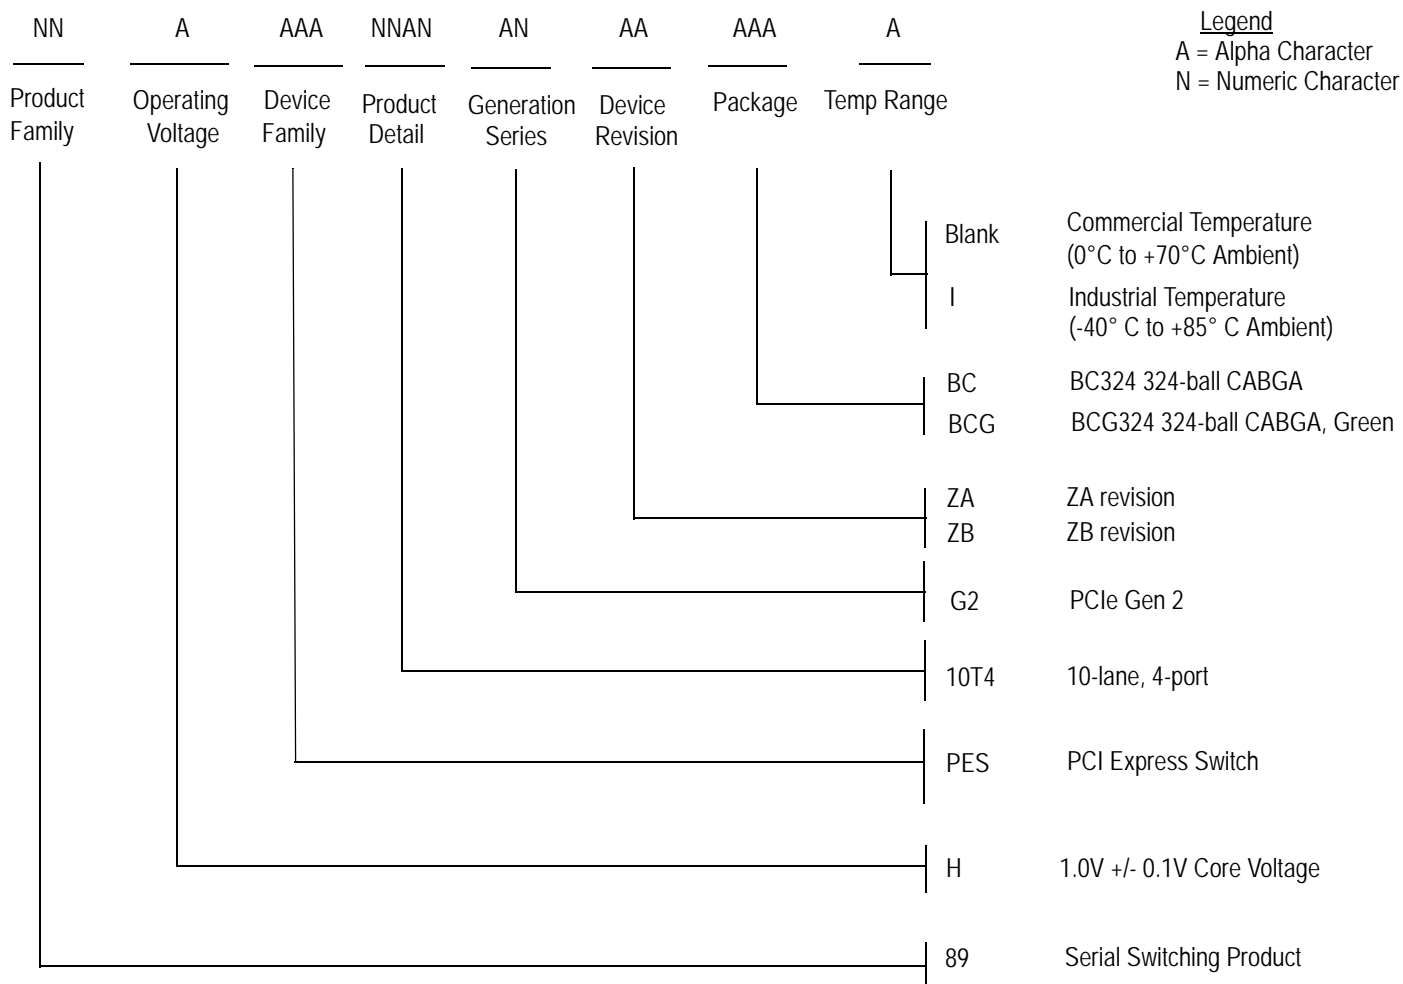 NN A AAA NNAN AN AA AAA A
Legend
A = Alpha Character
N = Numeric Character
Product Family
Operating Voltage
Device Family
Product Detail
Generation Series
Device Revision
Package
Temp Range
Blank Commercial Temperature
(0°C to +70°C Ambient)
I Industrial Temperature
(-40° C to +85° C Ambient)
BC BC324 324-ball CABGA
BCG BCG324 324-ball CABGA, Green
ZA ZA revision
ZB ZB revision
G2 PCIe Gen 2
10T4 10-lane, 4-port
PES PCI Express Switch
H 1.0V +/- 0.1V Core Voltage
89 Serial Switching Product